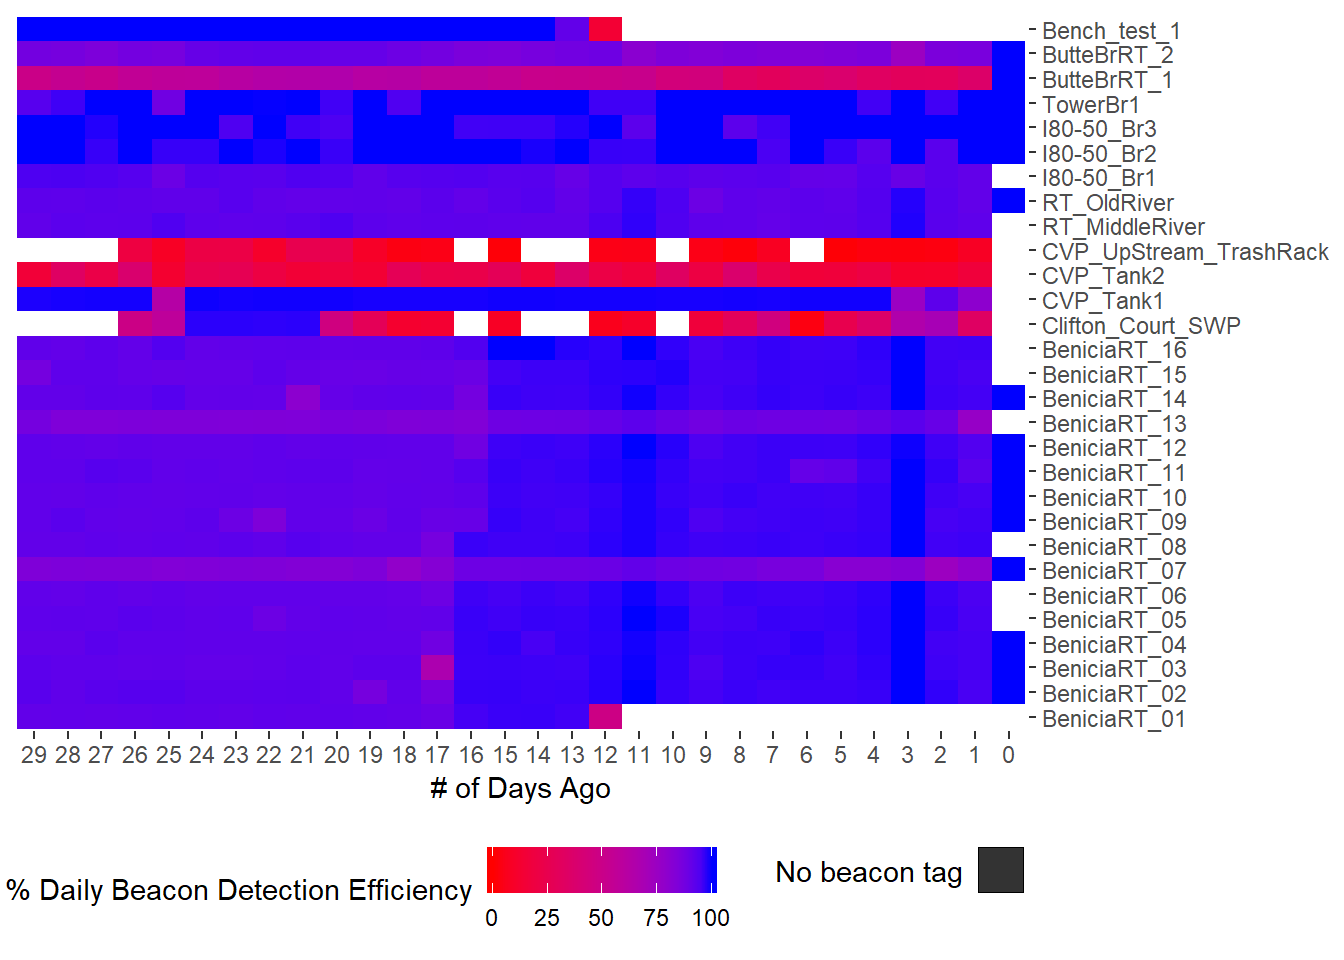 Bench_test_1
ButteBrRT_2
ButteBrRT_1
TowerBr1
I80-50_Br3
I80-50_Br2
I80-50_Br1
RT_OldRiver
RT_MiddleRiver
CVP_UpStream_TrashRack
CVP_Tank2
CVP_Tank1
Clifton_Court_SWP
BeniciaRT_16
BeniciaRT_15
BeniciaRT_14
BeniciaRT_13
BeniciaRT_12
BeniciaRT_11
BeniciaRT_10
BeniciaRT_09
BeniciaRT_08
BeniciaRT_07
BeniciaRT_06
BeniciaRT_05
BeniciaRT_04
BeniciaRT_03
BeniciaRT_02
BeniciaRT_01
29 28 27 26 25 24 23 22 21 20 19 18 17 16 15 14 13 12 11 10 9 8 7 6 5 4 3 2 1 0
# of Days Ago
% Daily Beacon Detection Efficiency
0 25 50 75 100
No beacon tag